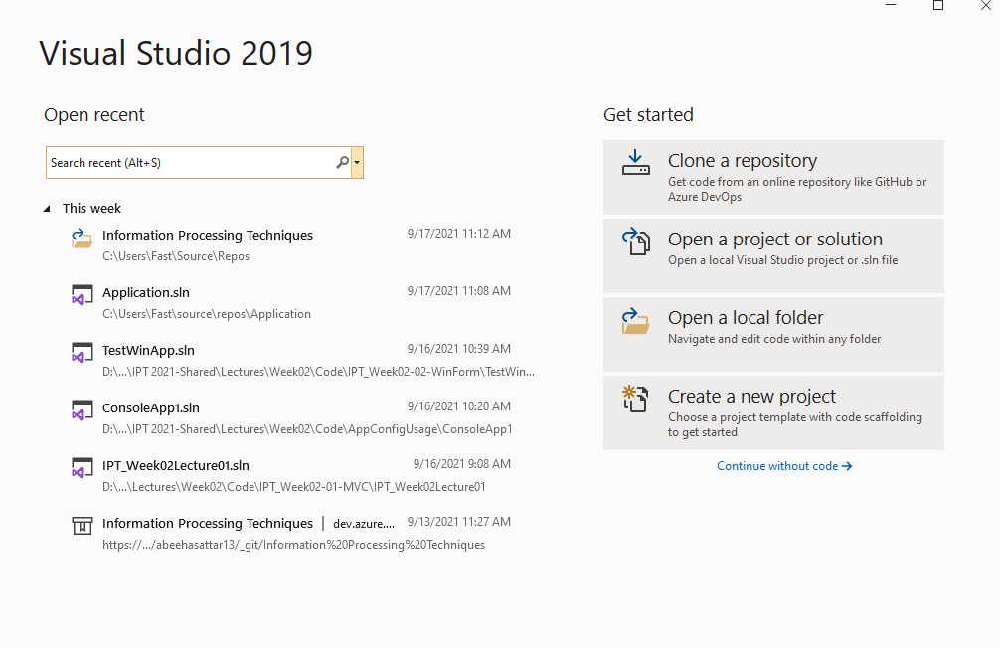 Visual Studio 2019
Open recent
Search recent (Alt+S)
This week
Information Processing Techniques 9/17/2021 11:12 AM
C:\Users\Fast\Source\Repos
Application.sln 9/17/2021 11:08 AM
C:\Users\Fast\source\repos\Application
TestWinApp.sln 9/16/2021 10:39 AM
D:\...\IPT 2021-Shared\Lectures\Week02\Code\IPT_Week02-02-WinForm\TestWin...
ConsoleApp1.sln 9/16/2021 10:20 AM
D:\...\IPT 2021-Shared\Lectures\Week02\Code\AppConfigUsage\ConsoleApp1
IPT_Week02Lecture01.sln 9/16/2021 9:08 AM
D:\...\Lectures\Week02\Code\IPT_Week02-01-MVC\IPT_Week02Lecture01
Information Processing Techniques | dev.azure.... 9/13/2021 11:27 AM
https://.../abeehasattar13/_git/Information%20Processing%20Techniques
Get started
Clone a repository
Get code from an online repository like GitHub or
Azure DevOps
Open a project or solution
Open a local Visual Studio project or .sln file
Open a local folder
Navigate and edit code within any folder
Create a new project
Choose a project template with code scaffolding
to get started
Continue without code →